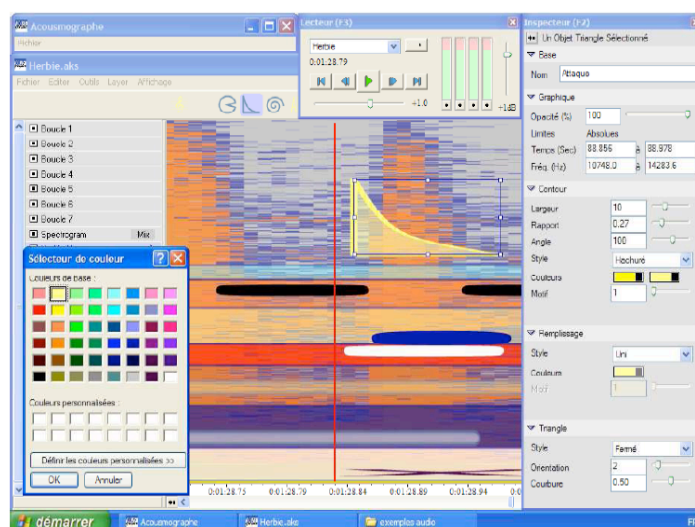 Acousmographe
Fichier
Herbie.aks
Fichier Editer Outils Layer Affichage
Boucle 1
Boucle 2
Boucle 3
Boucle 4
Boucle 5
Boucle 6
Boucle 7
Spectrogram Mix
Lecteur (F3)
Herbie
0:01:28.79
+1.0
+1dB
Inspecteur (F2)
Un Objet Triangle Sélectionné
Base
Nom Attaque
Graphique
Opacité (%) 100
Limites Absolues
Temps (Sec) 88.856 à 88.978
Fréq. (Hz) 10748.0 à 14283.6
Contour
Largeur 10
Rapport 0.27
Angle 100
Style Hachuré
Couleurs
Motif 1
Remplissage
Style Uni
Couleurs
Motif 1
Triangle
Style Fermé
Orientation 2
Courbure 0.50
Sélecteur de couleur
Couleurs de base :
Couleurs personnalisées :
Définir les couleurs personnalisées >>
OK Annuler
0:01:28.75 0:01:28.79 0:01:28.84 0:01:28.89 0:01:28.94
démarrer Acousmographe Herbie.aks exemples audio